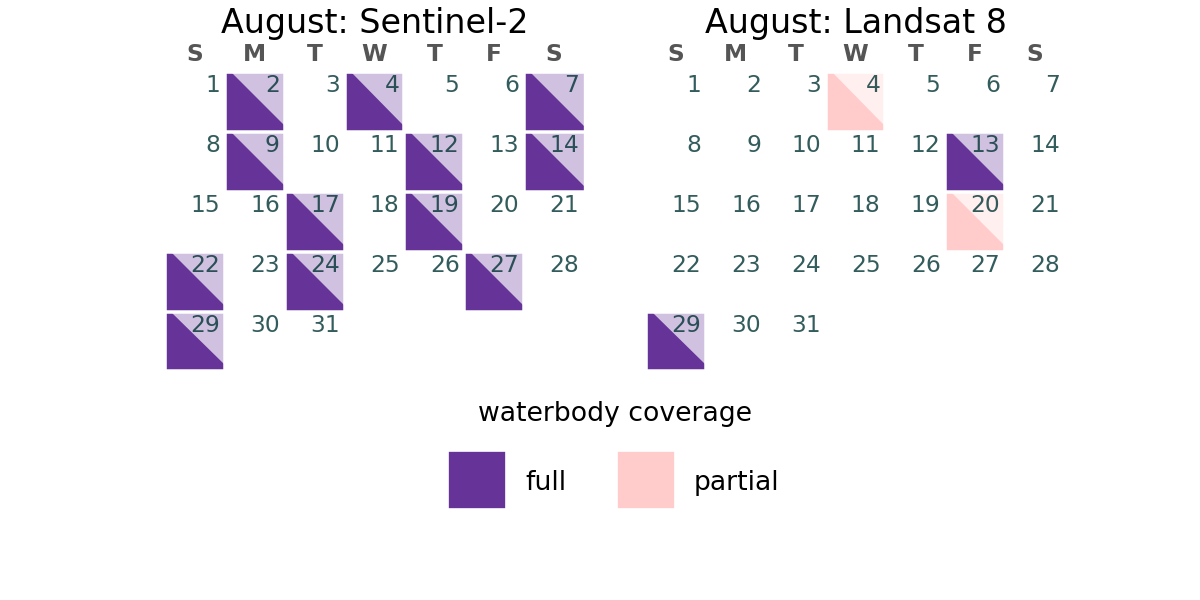 August: Sentinel-2
S M T W T F S
1 2 3 4 5 6 7
8 9 10 11 12 13 14
15 16 17 18 19 20 21
22 23 24 25 26 27 28
29 30 31
August: Landsat 8
S M T W T F S
1 2 3 4 5 6 7
8 9 10 11 12 13 14
15 16 17 18 19 20 21
22 23 24 25 26 27 28
29 30 31
waterbody coverage
full partial